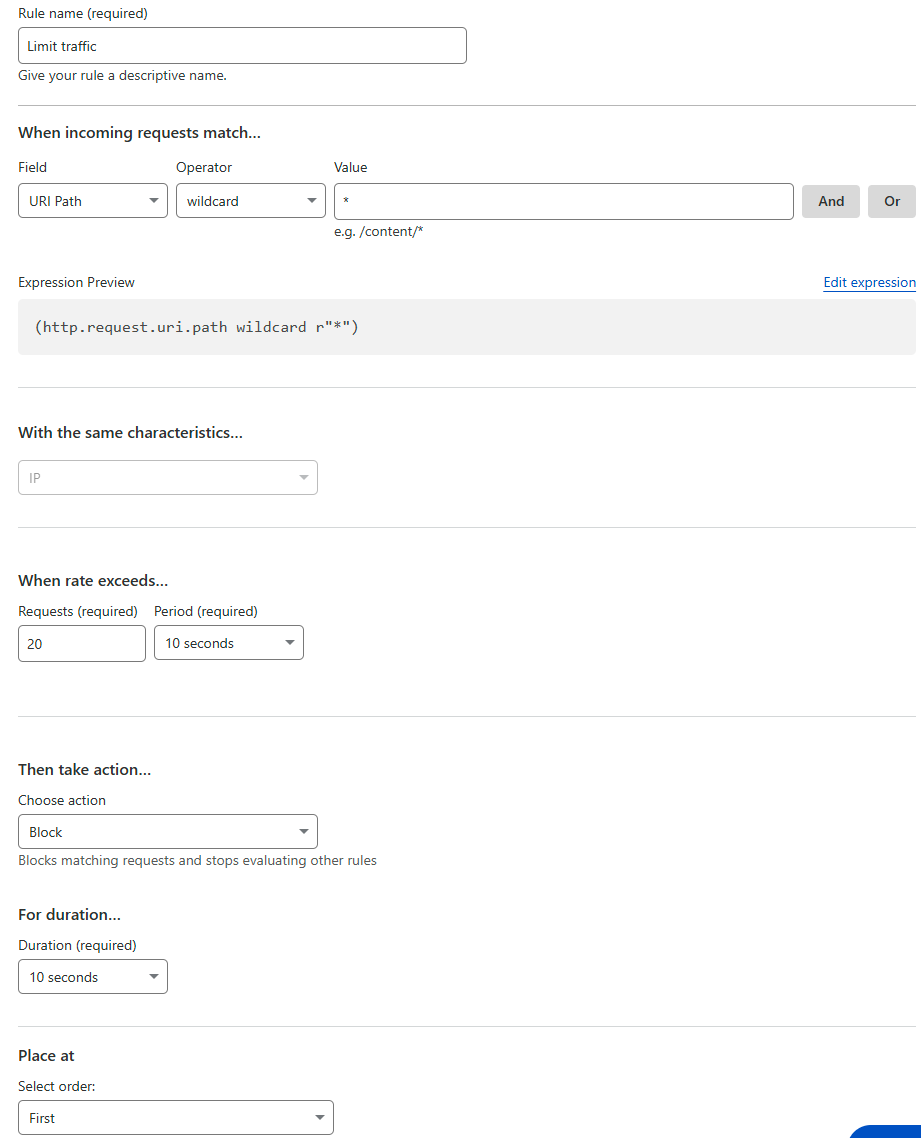 Rule name (required)
Limit traffic
Give your rule a descriptive name.
When incoming requests match...
Field Operator Value
URI Path wildcard * And Or
e.g. /content/*
Expression Preview Edit expression
(http.request.uri.path wildcard r"*")
With the same characteristics...
IP
When rate exceeds...
Requests (required) Period (required)
20 10 seconds
Then take action...
Choose action
Block
Blocks matching requests and stops evaluating other rules
For duration...
Duration (required)
10 seconds
Place at
Select order:
First